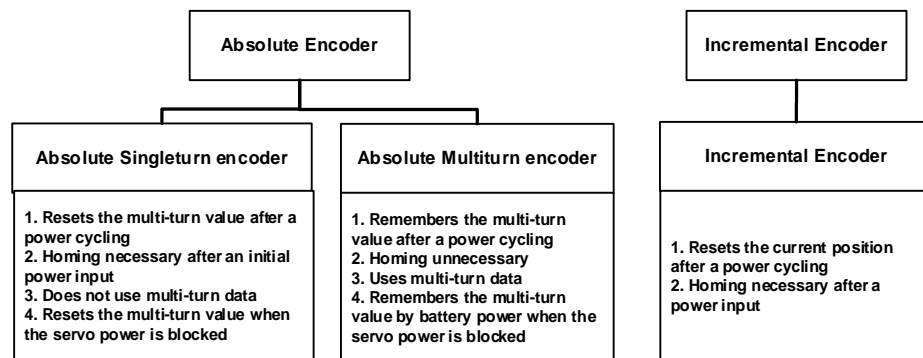 Absolute Encoder
Incremental Encoder
Absolute Singleturn encoder
1. Resets the multi-turn value after a
power cycling
2. Homing necessary after an initial
power input
3. Does not use multi-turn data
4. Resets the multi-turn value when
the servo power is blocked
Absolute Multiturn encoder
1. Remembers the multi-turn
value after a power cycling
2. Homing unnecessary
3. Uses multi-turn data
4. Remembers the multi-turn
value by battery power when the
servo power is blocked
Incremental Encoder
1. Resets the current position
after a power cycling
2. Homing necessary after a
power input